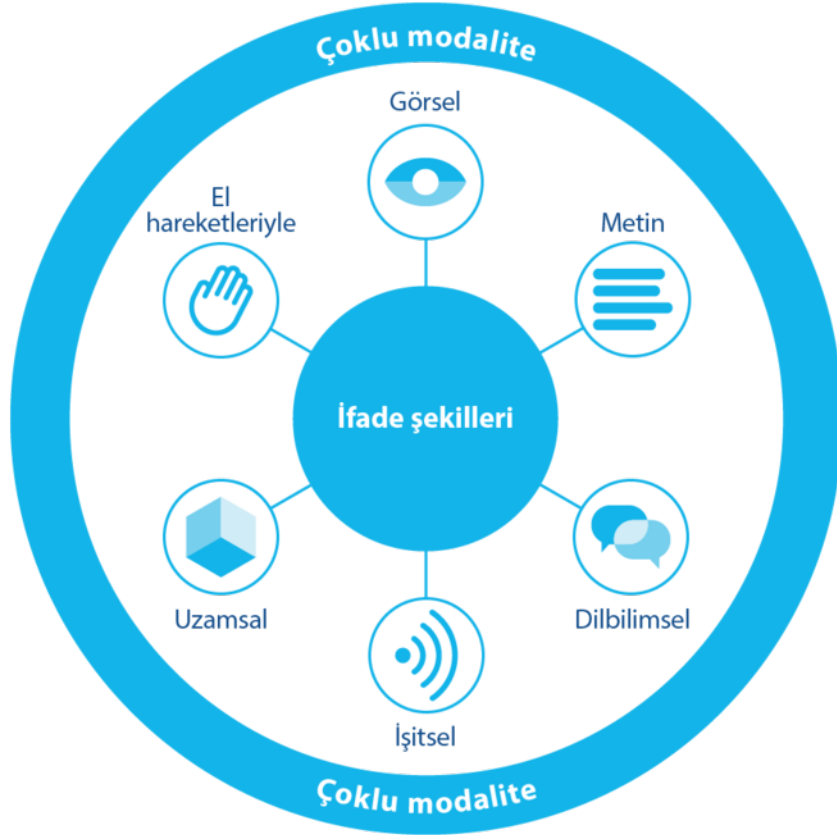 Çoklu modalite
Görsel
El
hareketleriyle
Metin
İfade şekilleri
Uzamsal
Dilbilimsel
İşitsel
Çoklu modalite